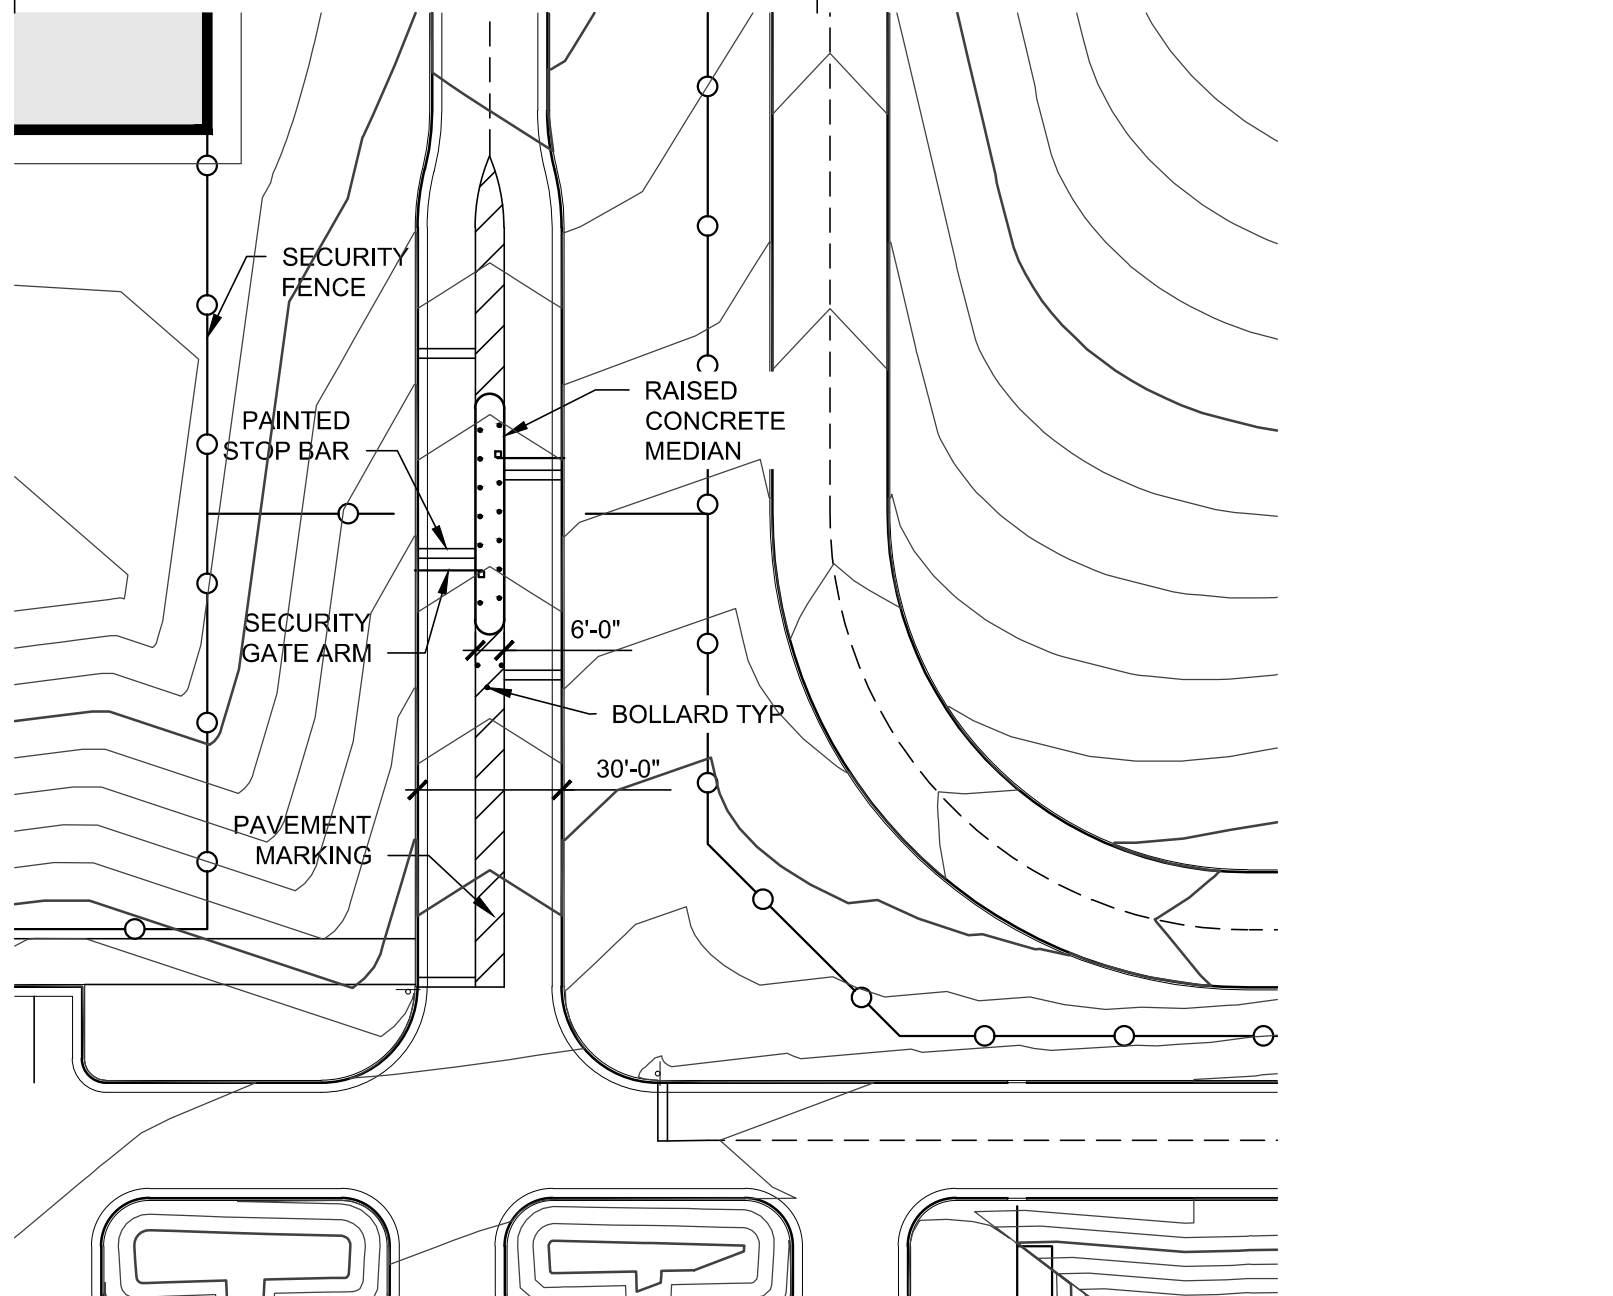 SECURITY
FENCE
RAISED
CONCRETE
MEDIAN
PAINTED
STOP BAR
SECURITY
GATE ARM
6'-0"
BOLLARD TYP
30'-0"
PAVEMENT
MARKING